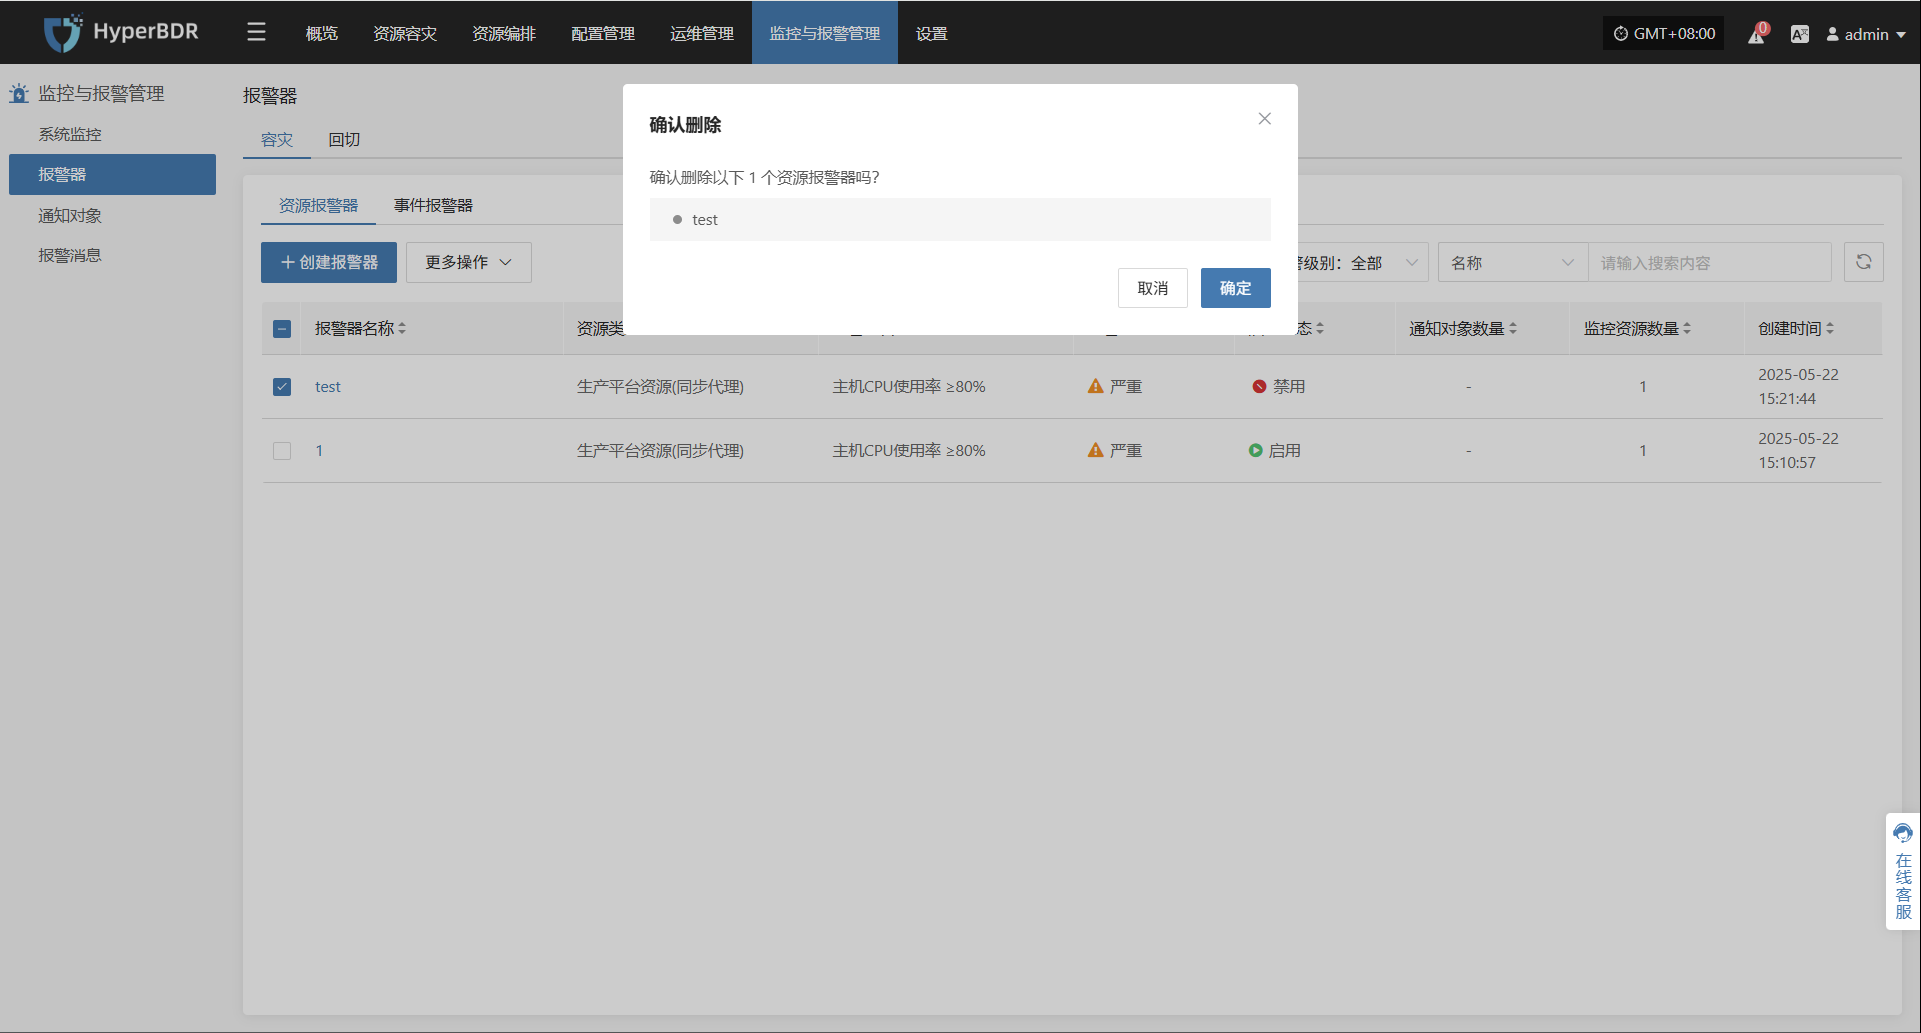 HyperBDR
概览 资源容灾 资源编排 配置管理 运维管理 监控与报警管理 设置
GMT+08:00 0 admin
监控与报警管理
系统监控
报警器
通知对象
报警消息
报警器
容灾 回切
资源报警器 事件报警器
创建报警器 更多操作
级别：全部 名称 请输入搜索内容
确认删除
确认删除以下 1 个资源报警器吗？
test
取消 确定
报警器名称 资源类 态 通知对象数量 监控资源数量 创建时间
test 生产平台资源(同步代理) 主机CPU使用率 ≥80% 严重 禁用 - 1 2025-05-22
15:21:44
1 生产平台资源(同步代理) 主机CPU使用率 ≥80% 严重 启用 - 1 2025-05-22
15:10:57
在线客服